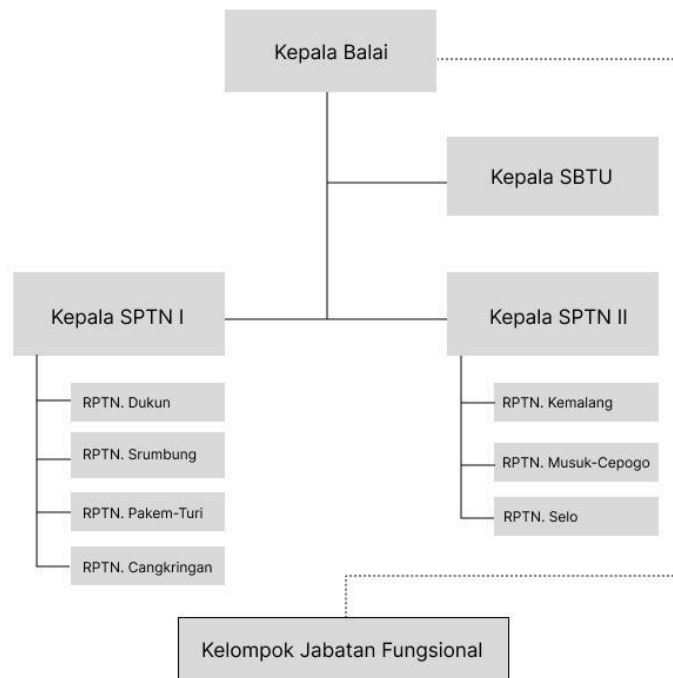 Kepala Balai
Kepala SBTU
Kepala SPTN I
Kepala SPTN II
RPTN. Dukun
RPTN. Srumbung
RPTN. Pakem-Turi
RPTN. Cangkringan
RPTN. Kemalang
RPTN. Musuk-Cepogo
RPTN. Selo
Kelompok Jabatan Fungsional